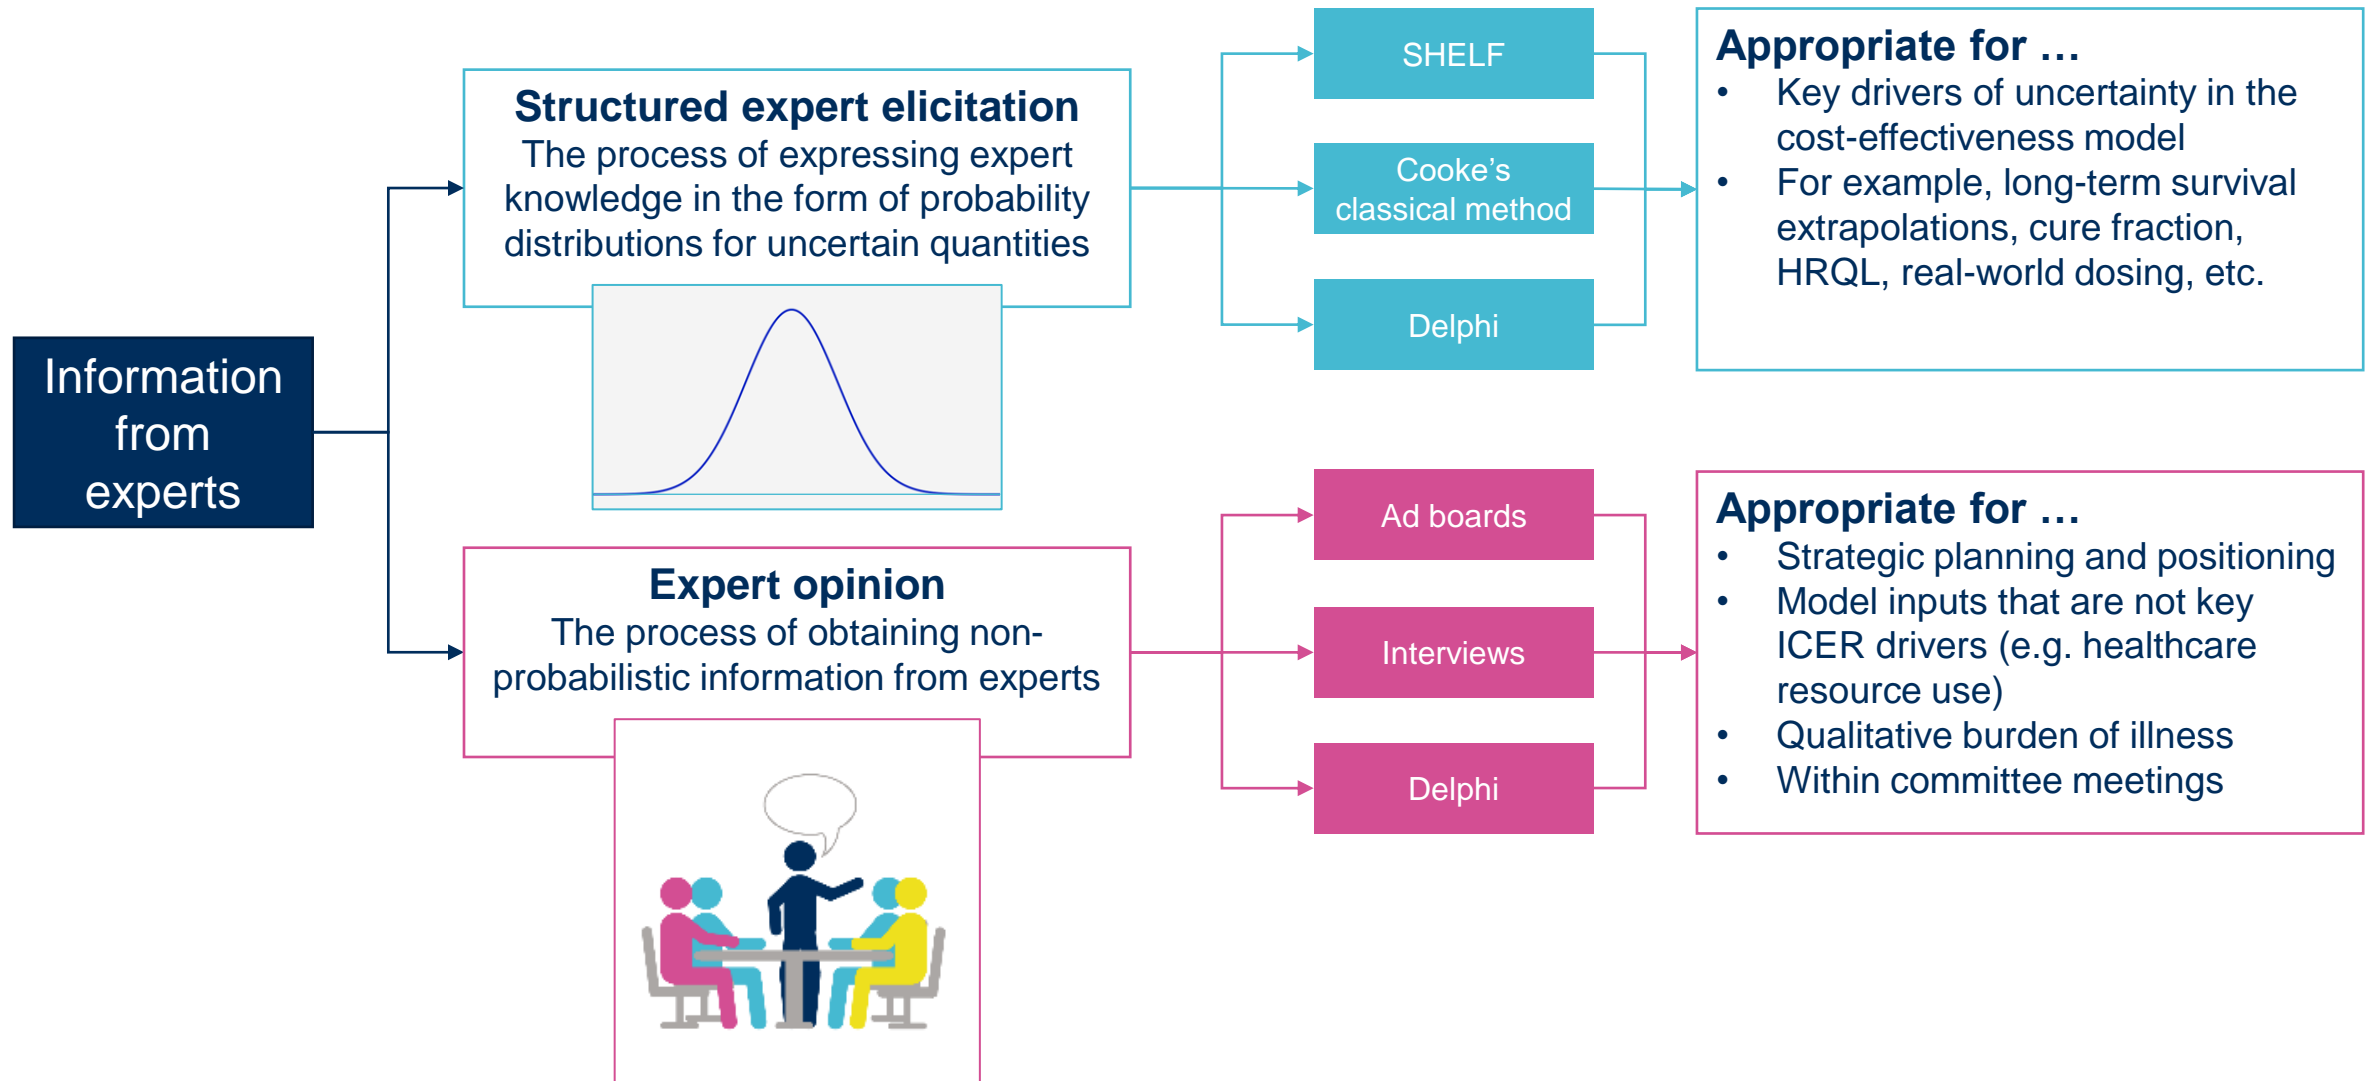 Information
from
experts
Structured expert elicitation
The process of expressing expert
knowledge in the form of probability
distributions for uncertain quantities
SHELF
Cooke's
classical method
Delphi
Appropriate for …
• Key drivers of uncertainty in the
cost-effectiveness model
• For example, long-term survival
extrapolations, cure fraction,
HRQL, real-world dosing, etc.
Expert opinion
The process of obtaining non-
probabilistic information from experts
Ad boards
Interviews
Delphi
Appropriate for …
• Strategic planning and positioning
• Model inputs that are not key
ICER drivers (e.g. healthcare
resource use)
• Qualitative burden of illness
• Within committee meetings